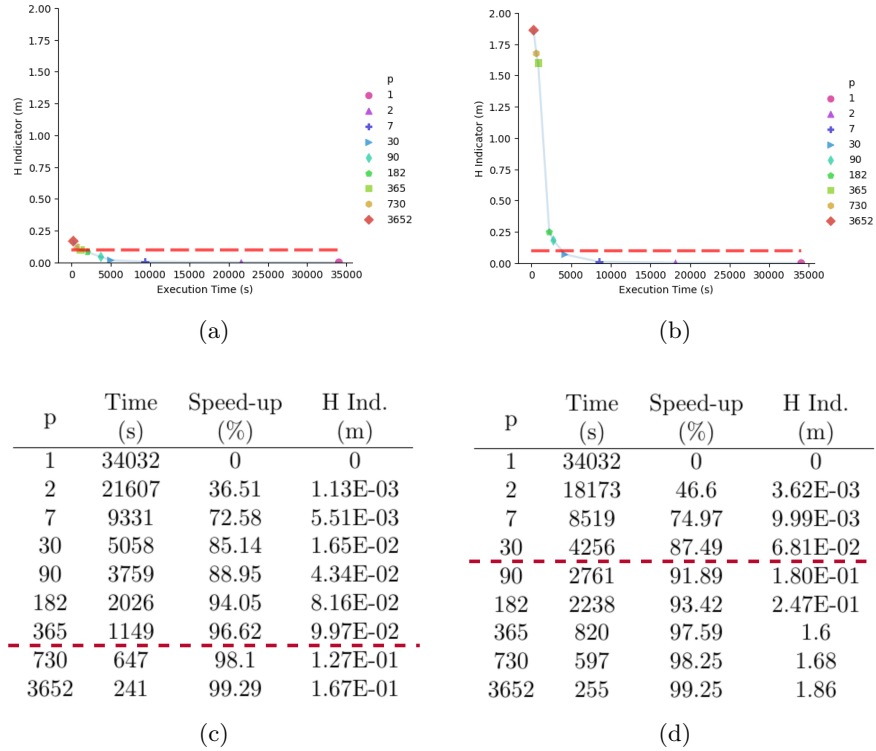 2.00
1.75
1.50
1.25
1.00
0.75
0.50
0.25
0.00
H Indicator (m)
0 5000 10000 15000 20000 25000 30000 35000
Execution Time (s)
p
1
2
7
30
90
182
365
730
3652
(a)
2.00
1.75
1.50
1.25
1.00
0.75
0.50
0.25
0.00
H Indicator (m)
0 5000 10000 15000 20000 25000 30000 35000
Execution Time (s)
p
1
2
7
30
90
182
365
730
3652
(b)
p Time (s) Speed-up (%) H Ind. (m)
1 34032 0 0
2 21607 36.51 1.13E-03
7 9331 72.58 5.51E-03
30 5058 85.14 1.65E-02
90 3759 88.95 4.34E-02
182 2026 94.05 8.16E-02
365 1149 96.62 9.97E-02
730 647 98.1 1.27E-01
3652 241 99.29 1.67E-01
(c)
p Time (s) Speed-up (%) H Ind. (m)
1 34032 0 0
2 18173 46.6 3.62E-03
7 8519 74.97 9.99E-03
30 4256 87.49 6.81E-02
90 2761 91.89 1.80E-01
182 2238 93.42 2.47E-01
365 820 97.59 1.6
730 597 98.25 1.68
3652 255 99.25 1.86
(d)